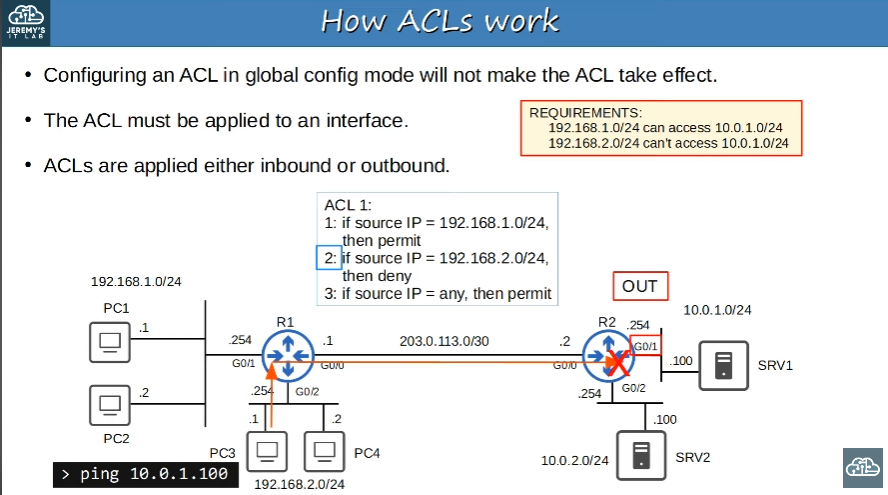 JEREMY'S
IT LAB
How ACLs work
• Configuring an ACL in global config mode will not make the ACL take effect.
• The ACL must be applied to an interface.
• ACLs are applied either inbound or outbound.
REQUIREMENTS:
192.168.1.0/24 can access 10.0.1.0/24
192.168.2.0/24 can't access 10.0.1.0/24
ACL 1:
1: if source IP = 192.168.1.0/24,
then permit
2: if source IP = 192.168.2.0/24,
then deny
3: if source IP = any, then permit
OUT
192.168.1.0/24
PC1
.1
.2
PC2
R1
.254
G0/1
.1
G0/0
.254
G0/2
203.0.113.0/30
.2
G0/0
R2
.254
G0/1
10.0.1.0/24
.100
SRV1
.254
G0/2
.100
10.0.2.0/24
SRV2
.1
.2
PC3
PC4
192.168.2.0/24
> ping 10.0.1.100